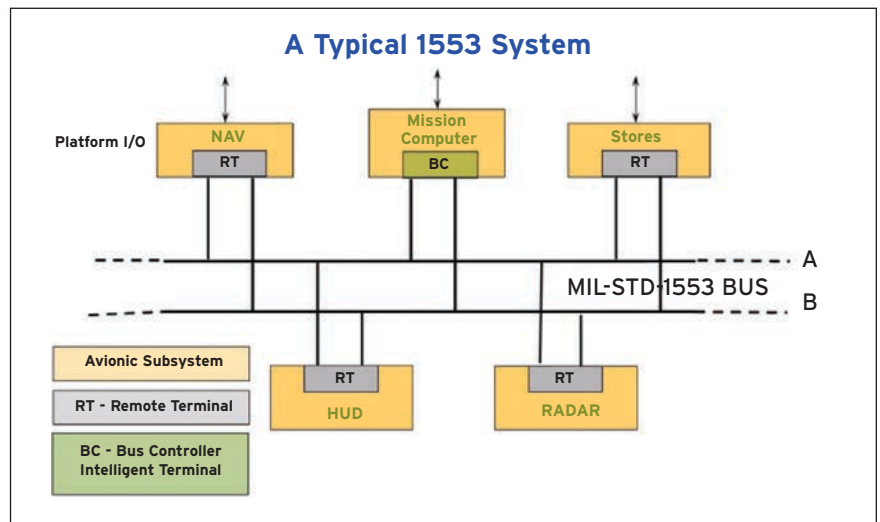 A Typical 1553 System
Platform I/O
NAV
RT
Mission
Computer
BC
Stores
RT
A
MIL-STD-1553 BUS
B
RT
HUD
RT
RADAR
Avionic Subsystem
RT - Remote Terminal
BC - Bus Controller
Intelligent Terminal